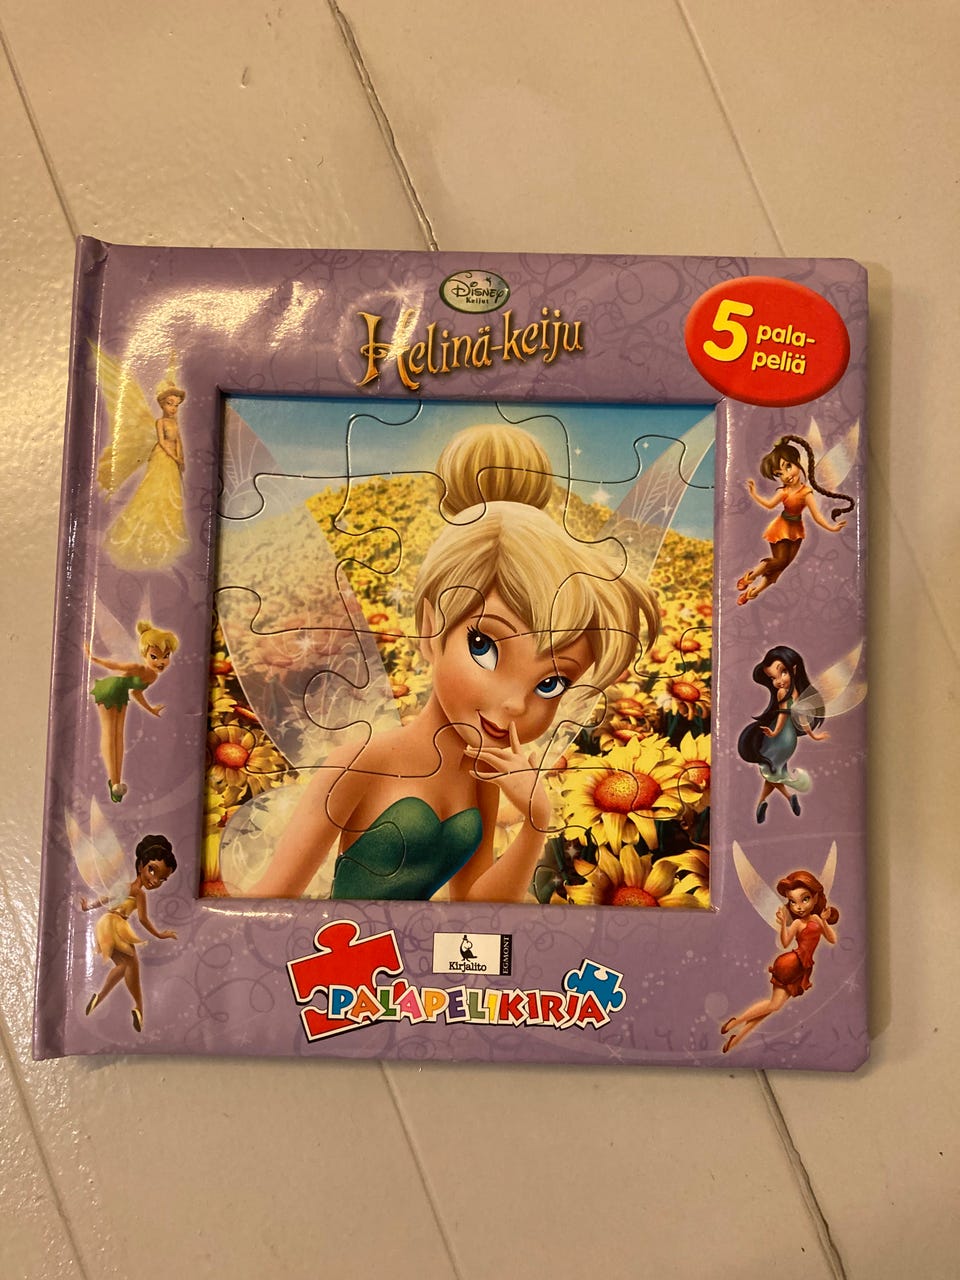 Disney
Keijut
Helinä-keiju
5 pala-
peliä
Kirjalito
EGMONT
PALAPELIKIRJA